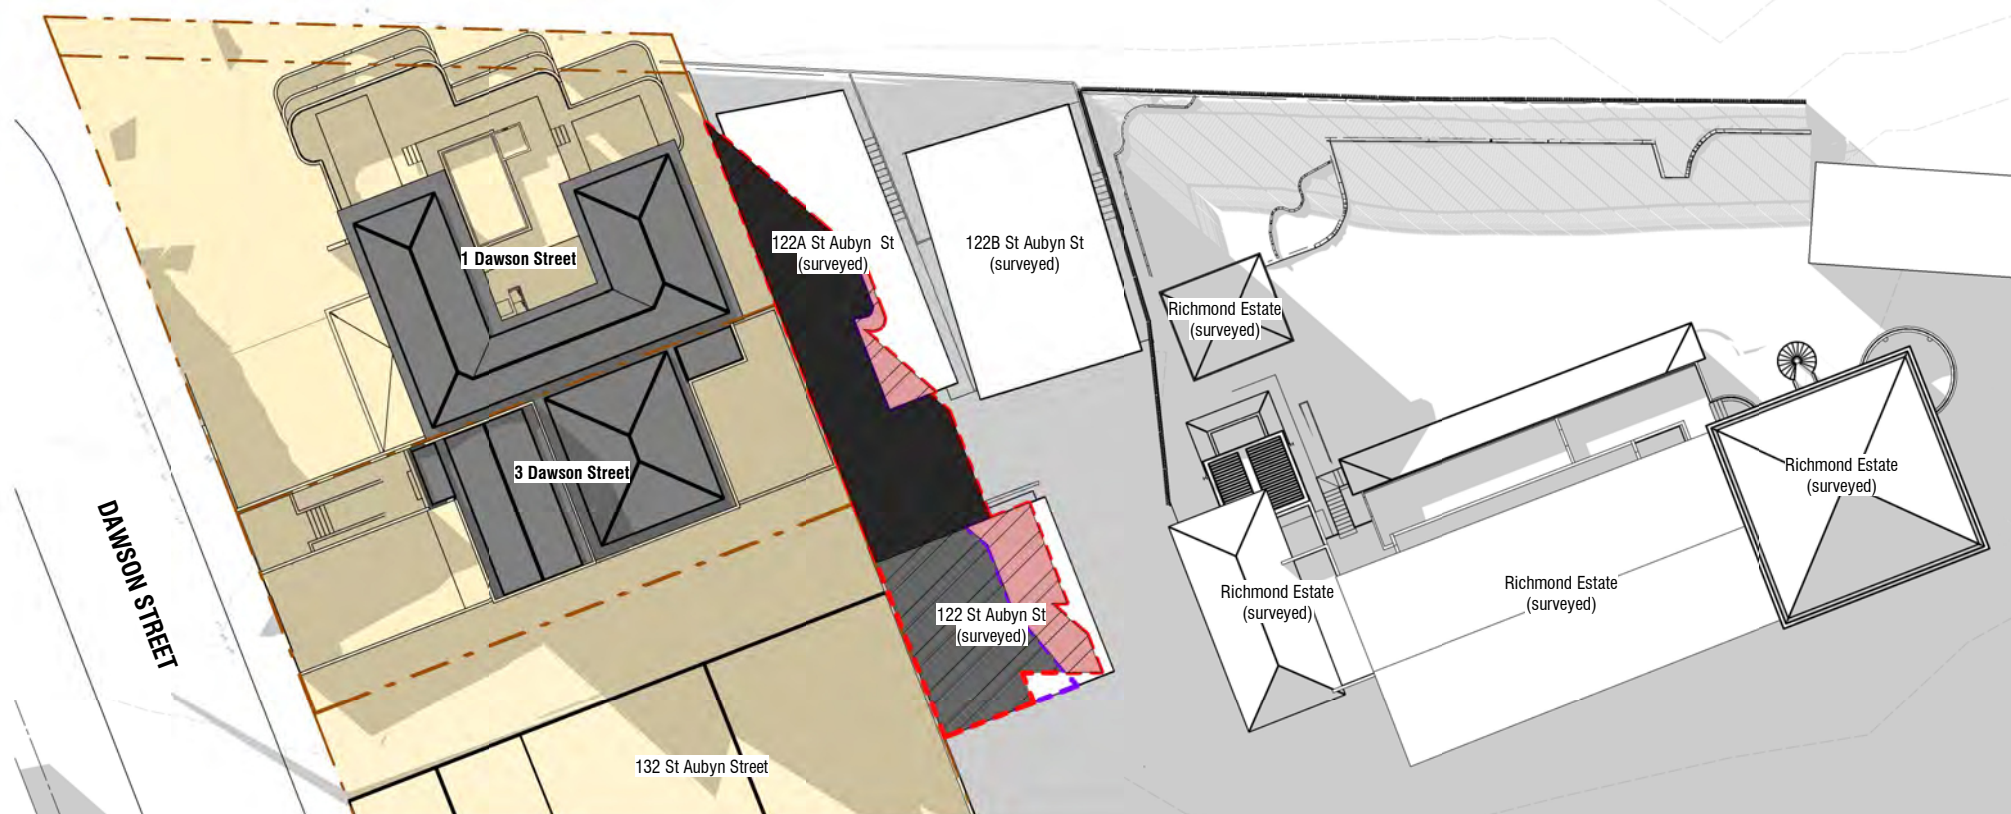 122A St Aubyn St
(surveyed)
122B St Aubyn St
(surveyed)
1 Dawson Street
Richmond Estate
(surveyed)
3 Dawson Street
Richmond Estate
(surveyed)
DAWSON STREET
122 St Aubyn St
(surveyed)
Richmond Estate
(surveyed)
Richmond Estate
(surveyed)
132 St Aubyn Street